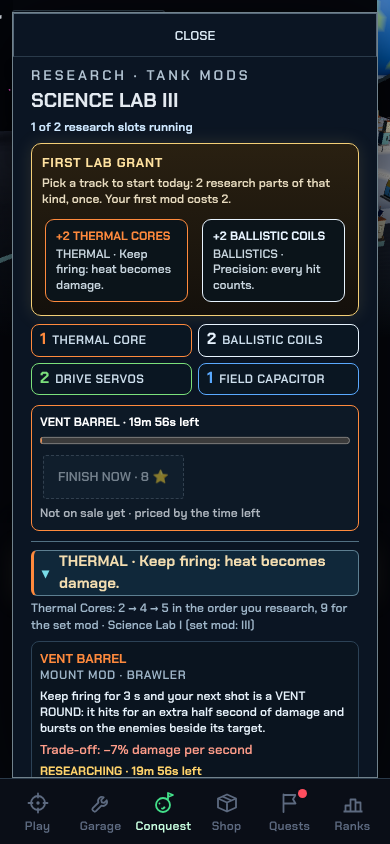 CLOSE
RESEARCH · TANK MODS
SCIENCE LAB III
1 of 2 research slots running
FIRST LAB GRANT
Pick a track to start today: 2 research parts of that
kind, once. Your first mod costs 2.
+2 THERMAL CORES
THERMAL · Keep
firing: heat becomes
damage.
+2 BALLISTIC COILS
BALLISTICS ·
Precision: every hit
counts.
1 THERMAL CORE
2 BALLISTIC COILS
2 DRIVE SERVOS
1 FIELD CAPACITOR
VENT BARREL · 19m 56s left
FINISH NOW · 8 ⭐
Not on sale yet · priced by the time left
▼ THERMAL · Keep firing: heat becomes
damage.
Thermal Cores: 2 → 4 → 5 in the order you research, 9 for
the set mod · Science Lab I (set mod: III)
VENT BARREL
MOUNT MOD · BRAWLER
Keep firing for 3 s and your next shot is a VENT
ROUND: it hits for an extra half second of damage and
bursts on the enemies beside its target.
Trade-off: −7% damage per second
RESEARCHING · 19m 56s left
Play
Garage
Conquest
Shop
Quests
Ranks